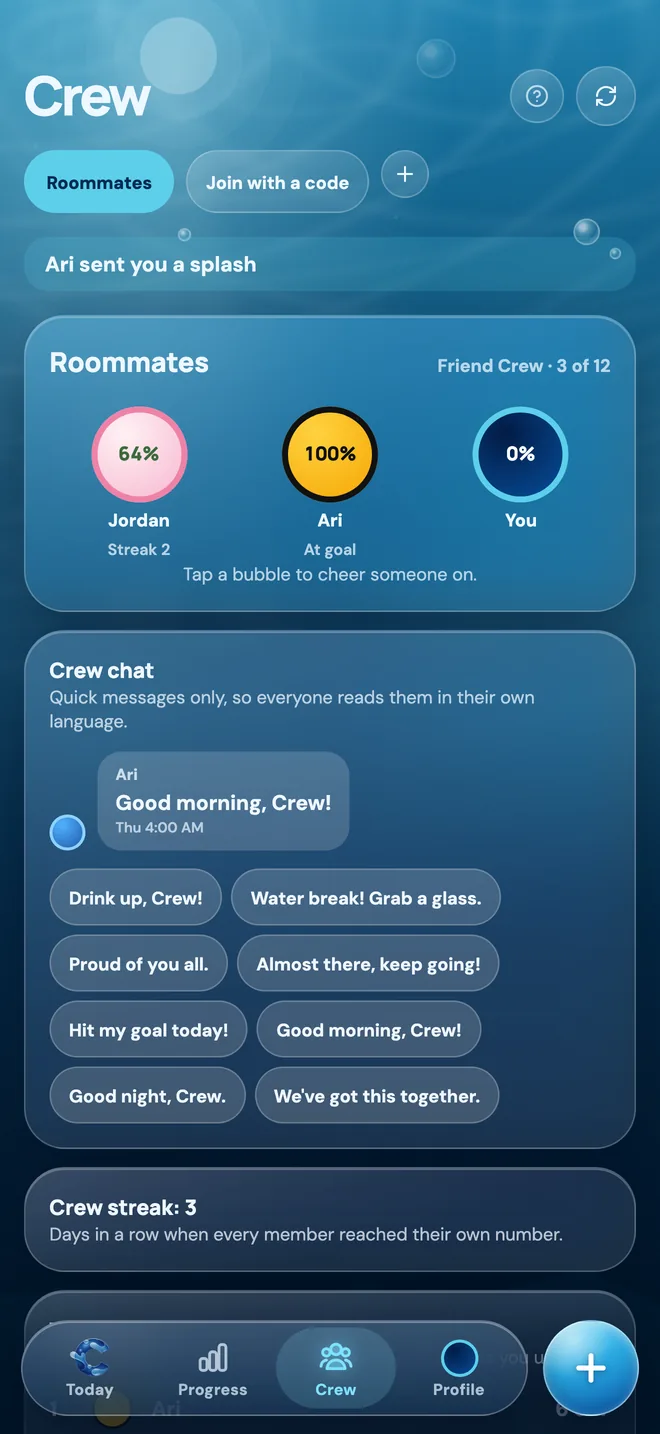 Crew
Roommates
Join with a code
Ari sent you a splash
Roommates
Friend Crew · 3 of 12
64%
100%
0%
Jordan
Ari
You
Streak 2
At goal
Tap a bubble to cheer someone on.
Crew chat
Quick messages only, so everyone reads them in their own
language.
Ari
Good morning, Crew!
Thu 4:00 AM
Drink up, Crew!
Water break! Grab a glass.
Proud of you all.
Almost there, keep going!
Hit my goal today!
Good morning, Crew!
Good night, Crew.
We've got this together.
Crew streak: 3
Days in a row when every member reached their own number.
you
Today
Progress
Crew
Profile
1
Ari